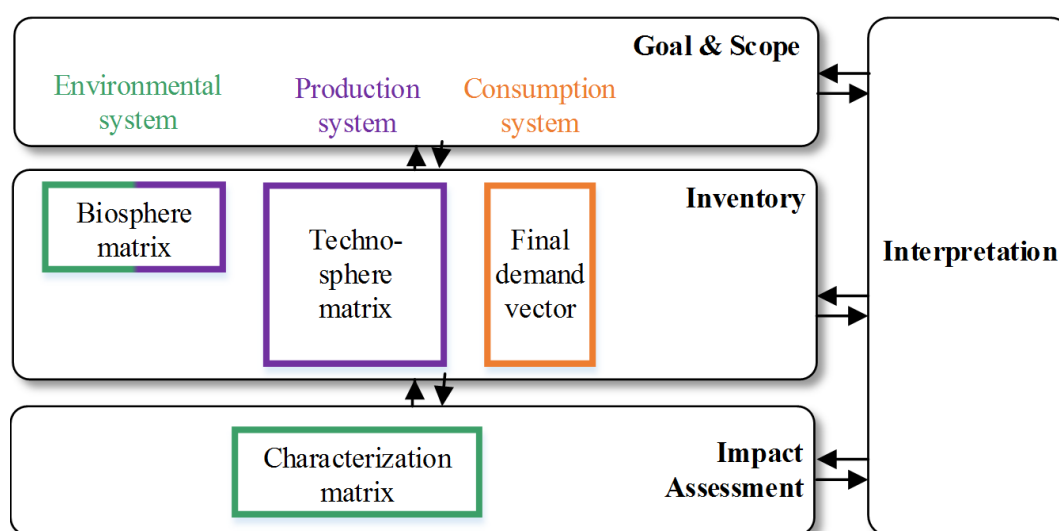 Goal & Scope
Environmental
system
Production
system
Consumption
system
Biosphere
matrix
Techno-
sphere
matrix
Final
demand
vector
Inventory
Interpretation
Characterization
matrix
Impact
Assessment